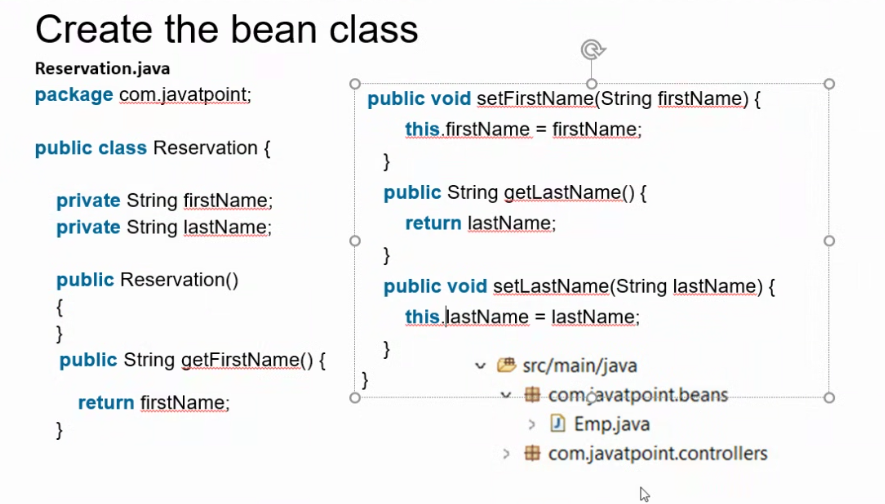 Create the bean class
Reservation.java
package com.javatpoint;
public class Reservation {
private String firstName;
private String lastName;
public Reservation()
{
}
public String getFirstName() {
return firstName;
}
public void setFirstName(String firstName) {
this.firstName = firstName;
}
public String getLastName() {
return lastName;
}
public void setLastName(String lastName) {
this.lastName = lastName;
}
}
src/main/java
com.javatpoint.beans
Emp.java
com.javatpoint.controllers